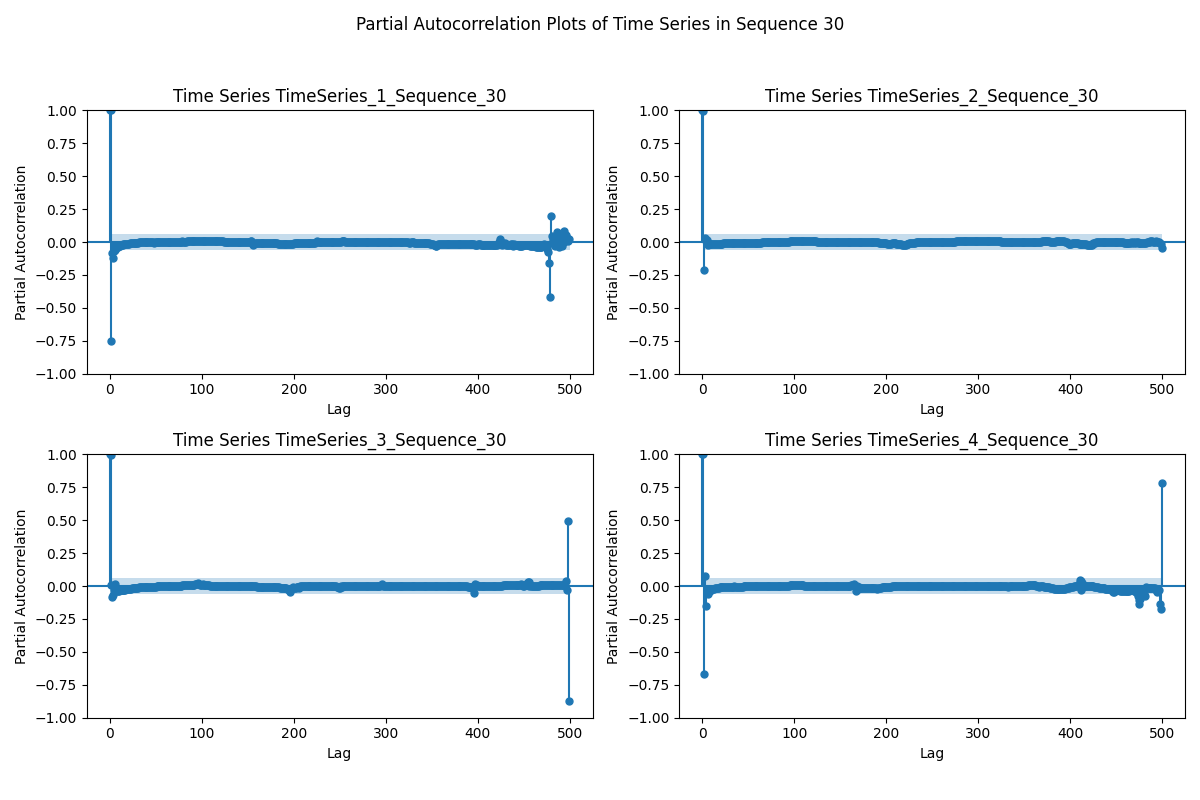 Partial Autocorrelation Plots of Time Series in Sequence 30
Time Series TimeSeries_1_Sequence_30
Partial Autocorrelation
1.00
0.75
0.50
0.25
0.00
−0.25
−0.50
−0.75
−1.00
0 100 200 300 400 500
Lag
Time Series TimeSeries_2_Sequence_30
Partial Autocorrelation
1.00
0.75
0.50
0.25
0.00
−0.25
−0.50
−0.75
−1.00
0 100 200 300 400 500
Lag
Time Series TimeSeries_3_Sequence_30
Partial Autocorrelation
1.00
0.75
0.50
0.25
0.00
−0.25
−0.50
−0.75
−1.00
0 100 200 300 400 500
Lag
Time Series TimeSeries_4_Sequence_30
Partial Autocorrelation
1.00
0.75
0.50
0.25
0.00
−0.25
−0.50
−0.75
−1.00
0 100 200 300 400 500
Lag